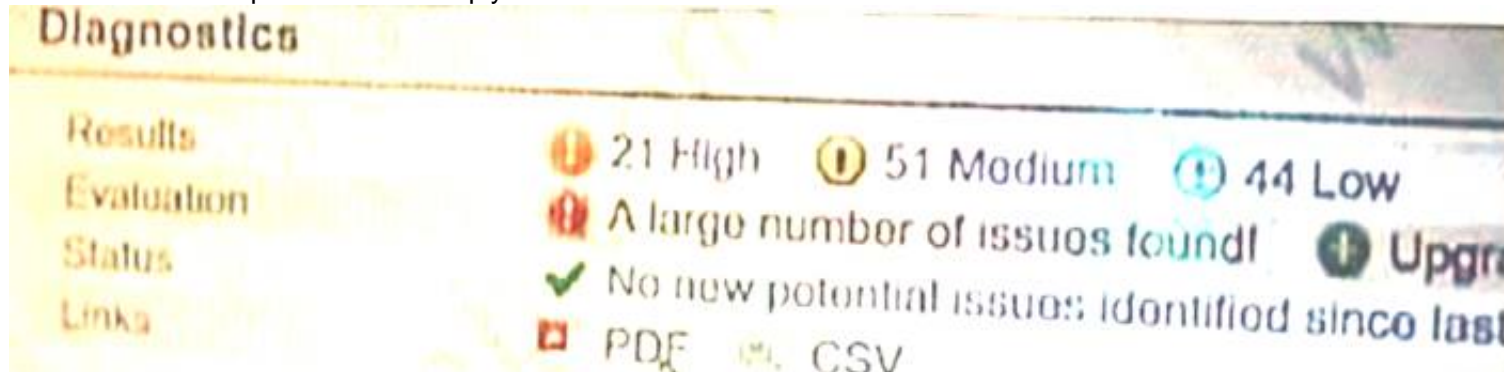 Diagnostics
Results
21 High 51 Medium 44 Low
Evaluation
A large number of issues found!
Status
No new potential issues identified since last
Links
PDF CSV